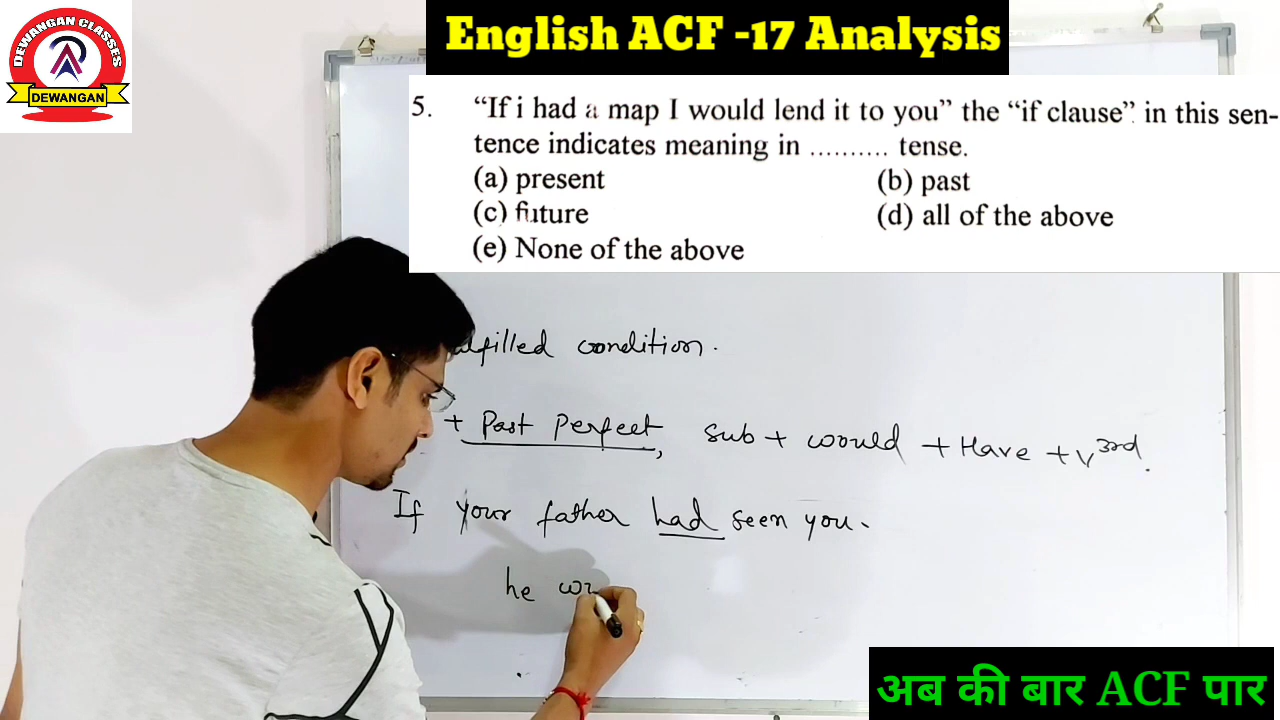 DEWANGAN CLASSES
DEWANGAN
English ACF -17 Analysis
5. “If i had a map I would lend it to you” the “if clause” in this sen-
tence indicates meaning in .......... tense.
(a) present (b) past
(c) future (d) all of the above
(e) None of the above
condition.
+ Past Perfect, Sub + would + Have + V3rd.
If your father had seen you.
he
अब की बार ACF पार